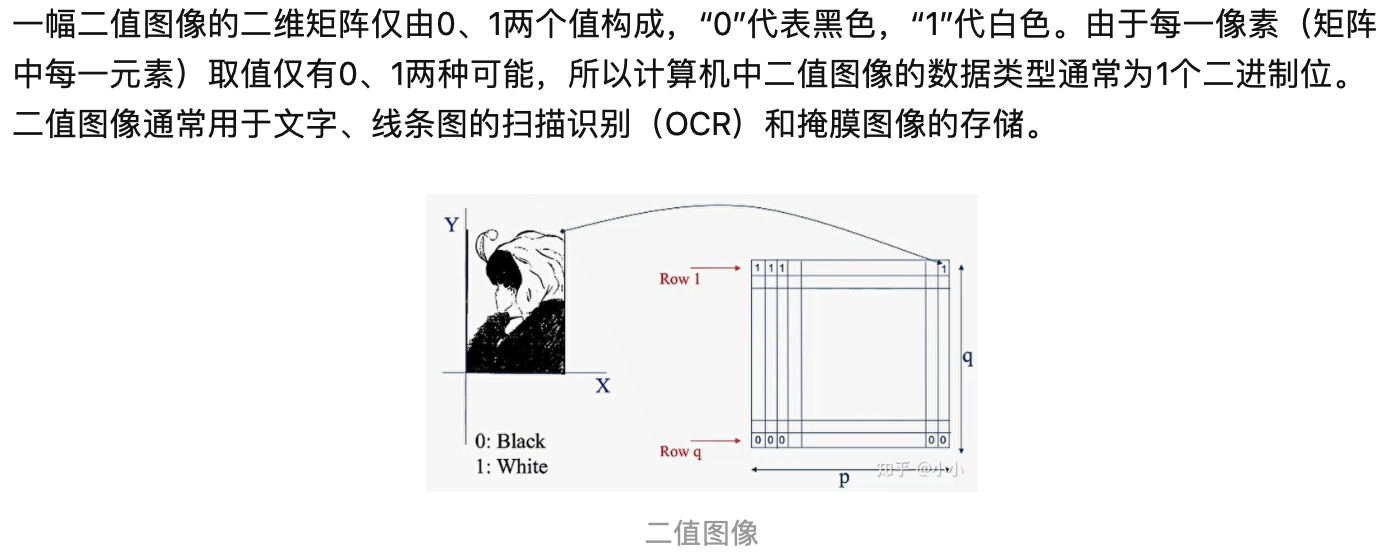 一幅二值图像的二维矩阵仅由0、1两个值构成，“0”代表黑色，“1”代白色。由于每一像素（矩阵
中每一元素）取值仅有0、1两种可能，所以计算机中二值图像的数据类型通常为1个二进制位。
二值图像通常用于文字、线条图的扫描识别（OCR）和掩膜图像的存储。
Y
X
0: Black
1: White
Row 1
1 1 1 1
q
Row q
0 0 0 0 0
p
知乎 @小小
二值图像